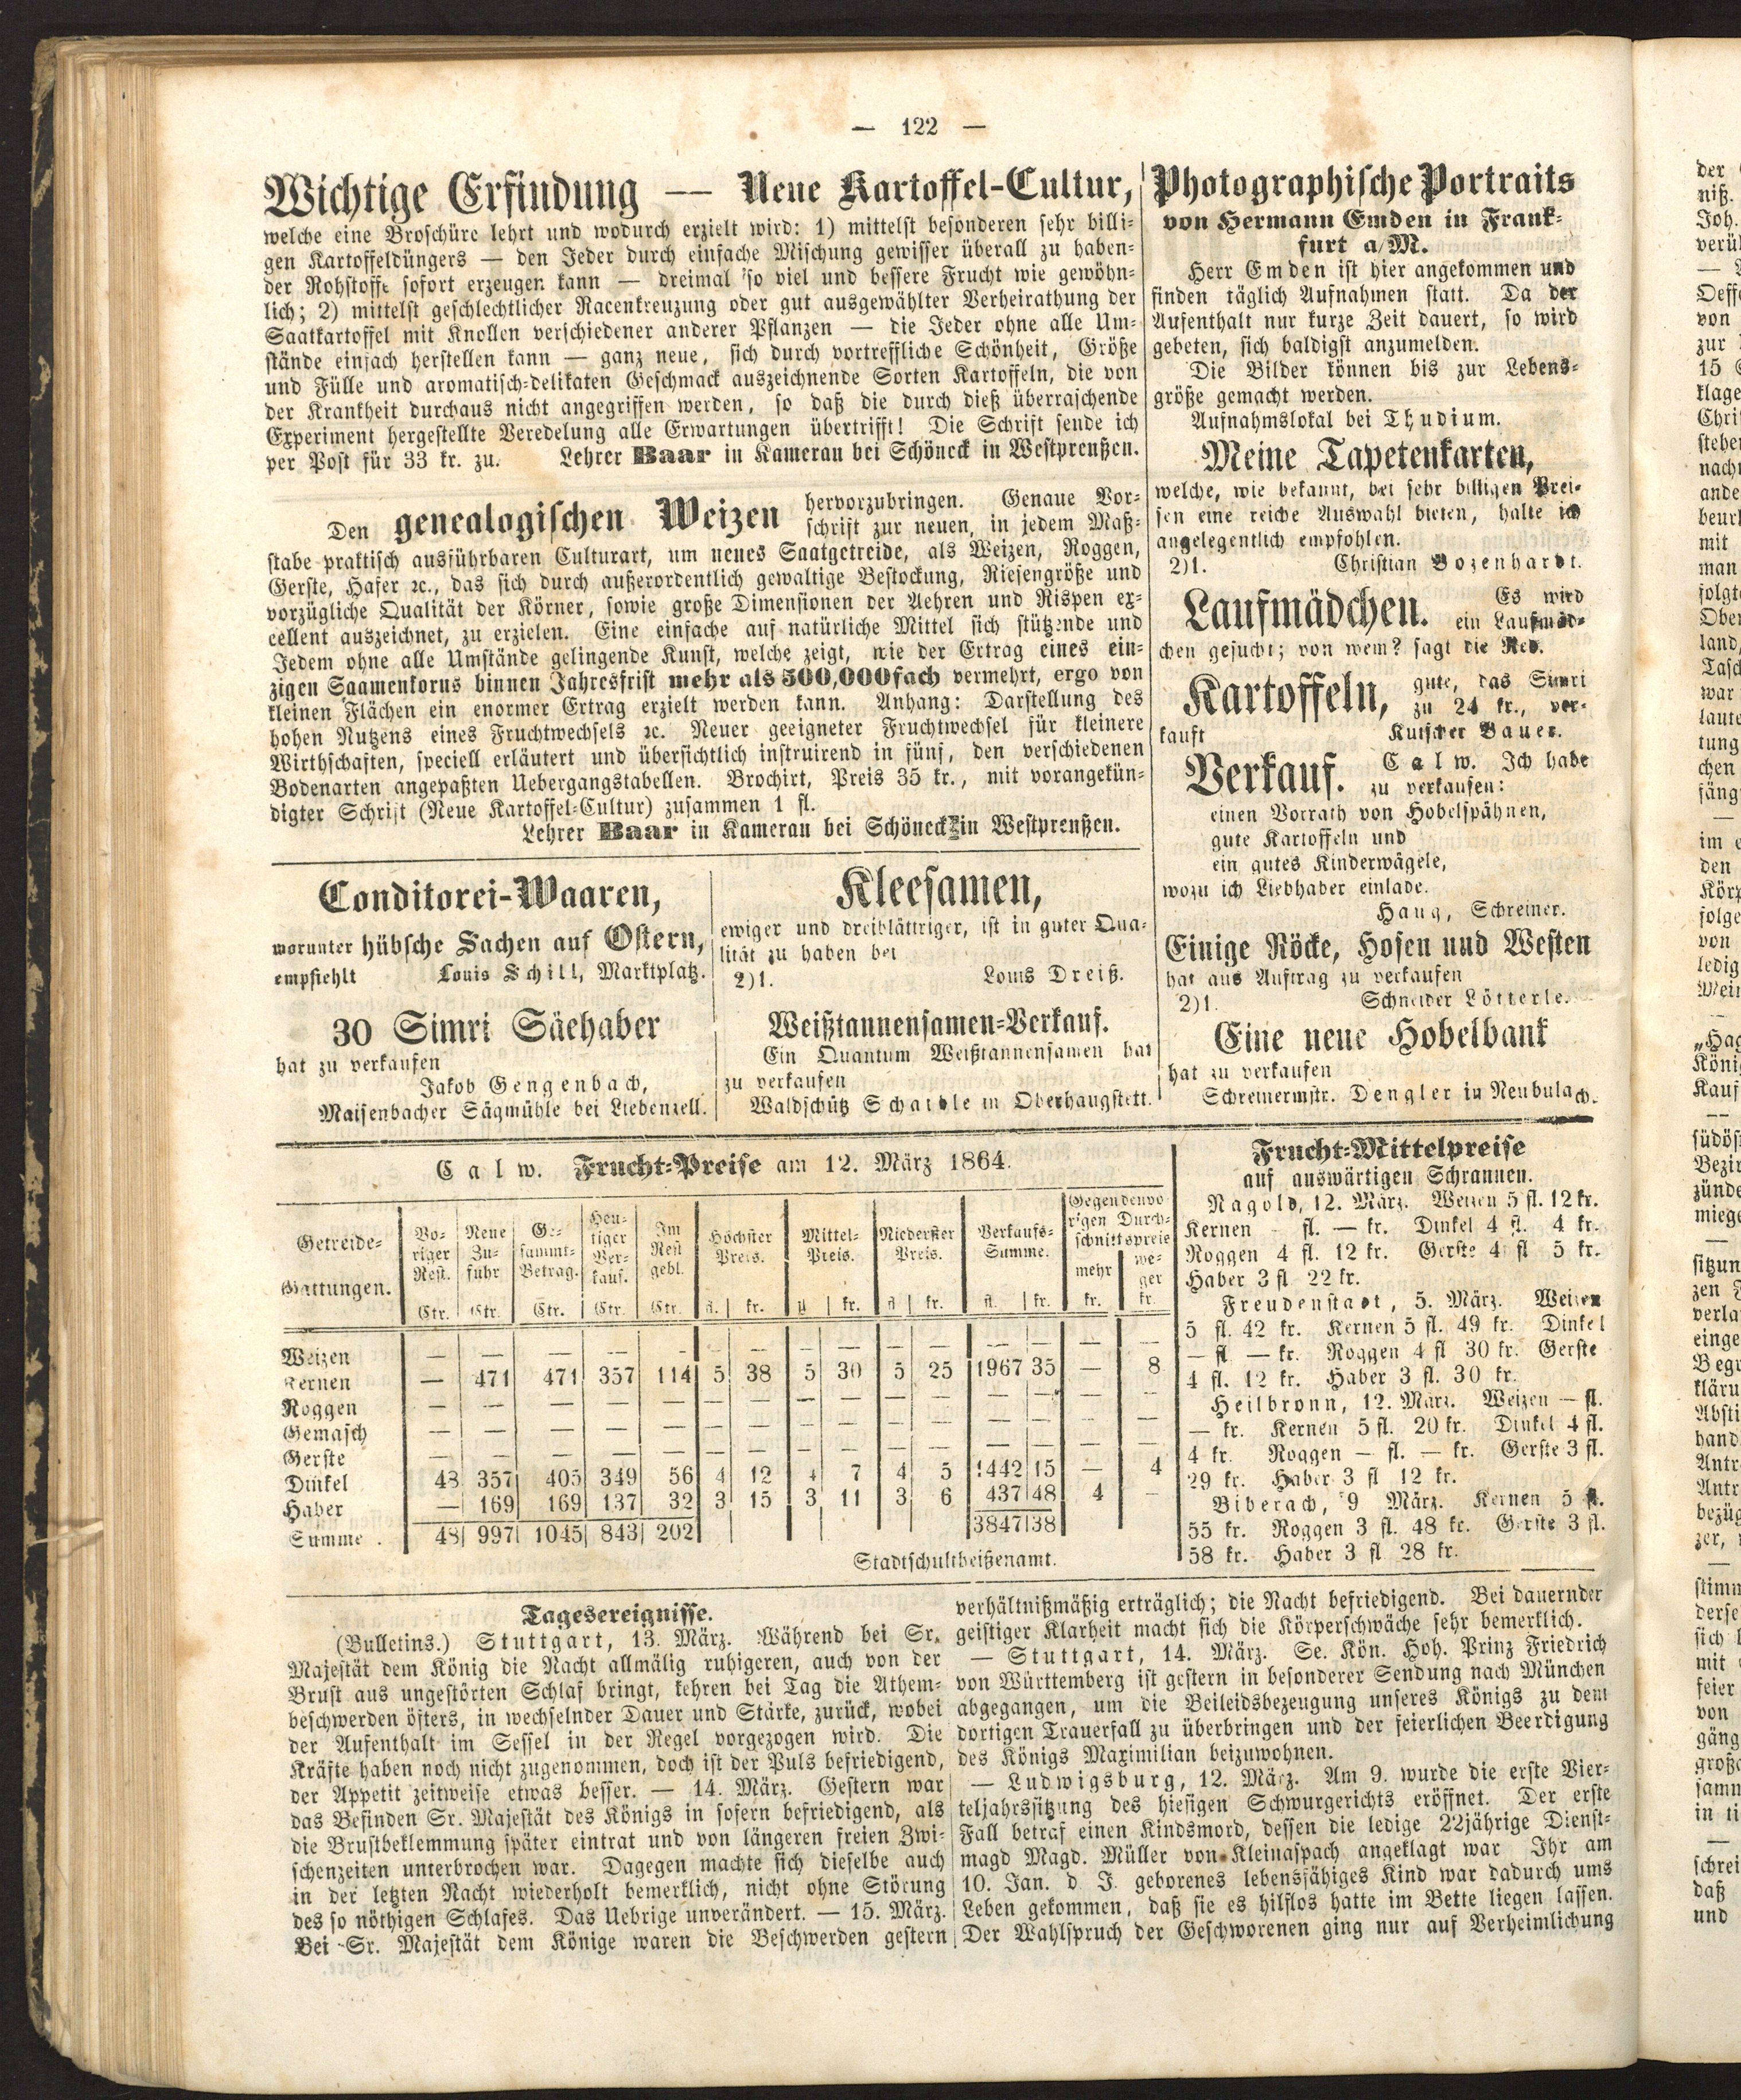 — 122 —
Wichtige Erfindung — Neue Kartoffel-Cultur,
welche eine Broschüre lehrt und wodurch erzielt wird: 1) mittelst besonderen sehr billi-
gen Kartoffeldüngers — den Jeder durch einfache Mischung gewisser überall zu haben-
der Rohstoffe sofort erzeugen kann — dreimal so viel und bessere Frucht wie gewöhn-
lich; 2) mittelst geschlechtlicher Racenkreuzung oder gut ausgewählter Verheirathung der
Saatkartoffel mit Knollen verschiedener anderer Pflanzen — die Jeder ohne alle Um-
stände einfach herstellen kann — ganz neue, sich durch vortreffliche Schönheit, Größe
und Fülle und aromatisch-delikaten Geschmack auszeichnende Sorten Kartoffeln, die von
der Krankheit durchaus nicht angegriffen werden, so daß die durch dieß überraschende
Experiment hergestellte Veredelung alle Erwartungen übertrifft! Die Schrift sende ich
per Post für 33 kr. zu. Lehrer Baar in Kamerau bei Schöneck in Westpreußen.
Den genealogischen Weizen hervorzubringen. Genaue Vor-
schrift zur neuen, in jedem Maß-
stabe praktisch ausführbaren Culturart, um neues Saatgetreide, als Weizen, Roggen,
Gerste, Hafer ꝛc., das sich durch außerordentlich gewaltige Bestockung, Riesengröße und
vorzügliche Qualität der Körner, sowie große Dimensionen der Aehren und Rispen ex-
cellent auszeichnet, zu erzielen. Eine einfache auf natürliche Mittel sich stützende und
Jedem ohne alle Umstände gelingende Kunst, welche zeigt, wie der Ertrag eines ein-
zigen Saamenkorns binnen Jahresfrist mehr als 500,000fach vermehrt, ergo von
kleinen Flächen ein enormer Ertrag erzielt werden kann. Anhang: Darstellung des
hohen Nutzens eines Fruchtwechsels ꝛc. Neuer geeigneter Fruchtwechsel für kleinere
Wirthschaften, speciell erläutert und übersichtlich instruirend in fünf, den verschiedenen
Bodenarten angepaßten Uebergangstabellen. Brochirt, Preis 35 kr., mit vorangekün-
digter Schrift (Neue Kartoffel-Cultur) zusammen 1 fl.
Lehrer Baar in Kamerau bei Schöneck in Westpreußen.
Conditorei-Waaren,
worunter hübsche Sachen auf Ostern,
empfiehlt Louis Schill, Marktplatz.
30 Simri Säehaber
hat zu verkaufen
Jakob Gengenbach,
Maisenbacher Sägmühle bei Liebenzell.
Kleesamen,
ewiger und dreiblättriger, ist in guter Qua-
lität zu haben bei
2)1. Louis Dreiß.
Weißtannensamen-Verkauf.
Ein Quantum Weißtannensamen hat
zu verkaufen
Waldschütz Schaible in Oberhaugstett.
Photographische Portraits
von Hermann Emden in Frank-
furt a/M.
Herr Emden ist hier angekommen und
finden täglich Aufnahmen statt. Da der
Aufenthalt nur kurze Zeit dauert, so wird
gebeten, sich baldigst anzumelden.
Die Bilder können bis zur Lebens-
größe gemacht werden.
Aufnahmslokal bei Thudium.
Meine Tapetenkarten,
welche, wie bekannt, bei sehr billigen Prei-
sen eine reiche Auswahl bieten, halte ich
angelegentlich empfohlen.
2)1. Christian Bozenhardt.
Laufmädchen. Es wird
ein Laufmäd-
chen gesucht; von wem? sagt die Red.
Kartoffeln, gute, das Simri
zu 24 kr., ver-
kauft Kutscher Bauer.
Verkauf. Calw. Ich habe
zu verkaufen:
einen Vorrath von Hobelspähnen,
gute Kartoffeln und
ein gutes Kinderwägele,
wozu ich Liebhaber einlade.
Haug, Schreiner.
Einige Röcke, Hosen und Westen
hat aus Auftrag zu verkaufen
2)1. Schneider Lötterle.
Eine neue Hobelbank
hat zu verkaufen
Schreinermstr. Dengler in Neubulach.
Calw. Frucht-Preise am 12. März 1864.
Getreide-Gattungen. | Voriger Rest. | Neue Zufuhr | Gesammt-Betrag. | Heutiger Verkauf. | Im Rest gebl. | Höchster Preis. | Mittel-Preis. | Niederster Preis. | Verkaufs-Summe. | Gegen den vorigen Durchschnittspreis mehr | weniger
Ctr. | Ctr. | Ctr. | Ctr. | Ctr. | fl. | kr. | fl. | kr. | fl. | kr. | fl. | kr. | kr. | kr.
Weizen — — — — — — — — — — — — — — —
Kernen — 471 471 357 114 5 38 5 30 5 25 1967 35 — 8
Roggen — — — — — — — — — — — — — — —
Gemasch — — — — — — — — — — — — — — —
Gerste — — — — — — — — — — — — — — —
Dinkel 48 357 405 349 56 4 12 4 7 4 5 1442 15 — 4
Haber — 169 169 137 32 3 15 3 11 3 6 437 48 4 —
Summe . 48 997 1045 843 202 3847 38
Stadtschultheißenamt.
Frucht-Mittelpreise
auf auswärtigen Schrannen.
Nagold, 12. März. Weizen 5 fl. 12 kr.
Kernen — fl. — kr. Dinkel 4 fl. 4 kr.
Roggen 4 fl. 12 kr. Gerste 4 fl 5 kr.
Haber 3 fl 22 kr.
Freudenstadt, 5. März. Weizen
5 fl. 42 kr. Kernen 5 fl. 49 kr. Dinkel
— fl. — kr. Roggen 4 fl 30 kr. Gerste
4 fl. 12 kr. Haber 3 fl. 30 kr.
Heilbronn, 12. März. Weizen — fl.
— kr. Kernen 5 fl. 20 kr. Dinkel 4 fl.
4 kr. Roggen — fl. — kr. Gerste 3 fl.
29 kr. Haber 3 fl 12 kr.
Biberach, 9 März. Kernen 5 fl.
55 kr. Roggen 3 fl. 48 kr. Gerste 3 fl.
58 kr. Haber 3 fl 28 kr.
Tagesereignisse.
(Bulletins.) Stuttgart, 13. März. Während bei Sr.
Majestät dem König die Nacht allmälig ruhigeren, auch von der
Brust aus ungestörten Schlaf bringt, kehren bei Tag die Athem-
beschwerden öfters, in wechselnder Dauer und Stärke, zurück, wobei
der Aufenthalt im Sessel in der Regel vorgezogen wird. Die
Kräfte haben noch nicht zugenommen, doch ist der Puls befriedigend,
der Appetit zeitweise etwas besser. — 14. März. Gestern war
das Befinden Sr. Majestät des Königs in sofern befriedigend, als
die Brustbeklemmung später eintrat und von längeren freien Zwi-
schenzeiten unterbrochen war. Dagegen machte sich dieselbe auch
in der letzten Nacht wiederholt bemerklich, nicht ohne Störung
des so nöthigen Schlafes. Das Uebrige unverändert. — 15. März.
Bei Sr. Majestät dem Könige waren die Beschwerden gestern
verhältnißmäßig erträglich; die Nacht befriedigend. Bei dauernder
geistiger Klarheit macht sich die Körperschwäche sehr bemerklich.
— Stuttgart, 14. März. Se. Kön. Hoh. Prinz Friedrich
von Württemberg ist gestern in besonderer Sendung nach München
abgegangen, um die Beileidsbezeugung unseres Königs zu dem
dortigen Trauerfall zu überbringen und der feierlichen Beerdigung
des Königs Maximilian beizuwohnen.
— Ludwigsburg, 12. März. Am 9. wurde die erste Vier-
teljahrssitzung des hiesigen Schwurgerichts eröffnet. Der erste
Fall betraf einen Kindsmord, dessen die ledige 22jährige Dienst-
magd Magd. Müller von Kleinaspach angeklagt war Ihr am
10. Jan. d J. geborenes lebensfähiges Kind war dadurch ums
Leben gekommen, daß sie es hilflos hatte im Bette liegen lassen.
Der Wahlspruch der Geschworenen ging nur auf Verheimlichung